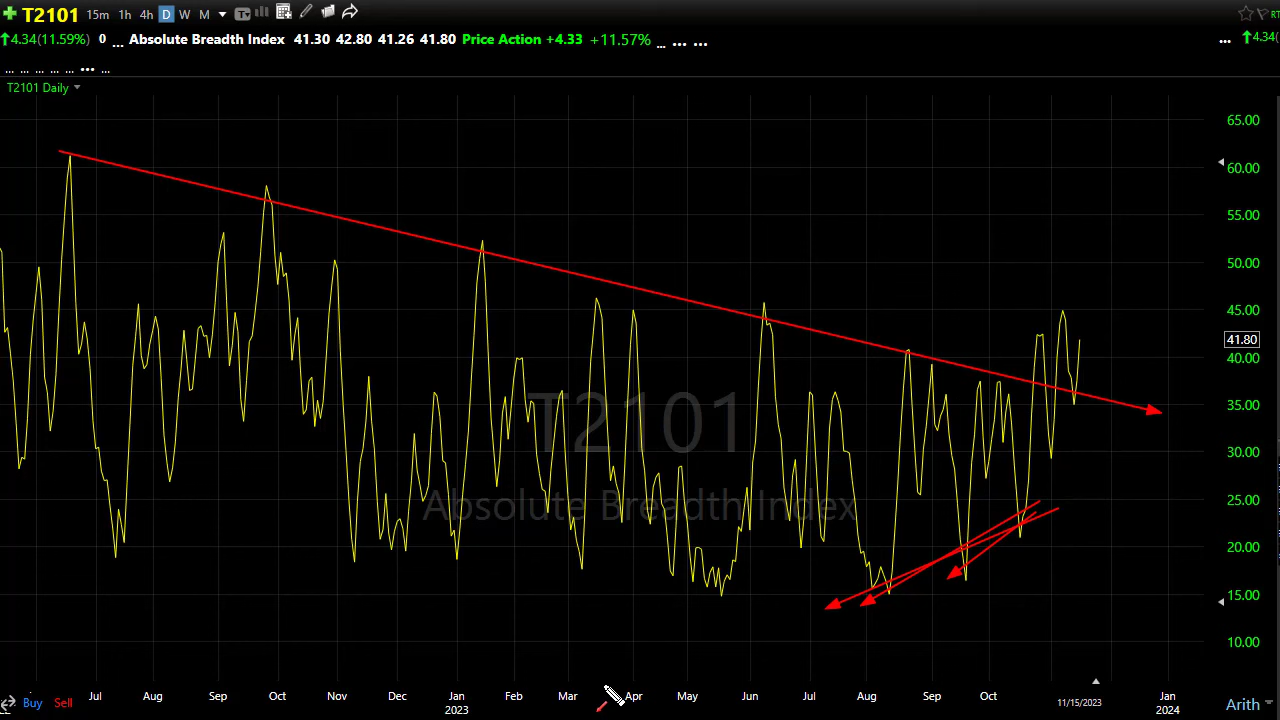 T2101 15m 1h 4h D W M T RT
4.34(11.59%) 0 ... Absolute Breadth Index 41.30 42.80 41.26 41.80 Price Action +4.33 +11.57% ... ... ... ... 4.34(
... ... ... ... ... ... ...
T2101 Daily
65.00
60.00
55.00
50.00
45.00
41.80
40.00
35.00
30.00
25.00
20.00
15.00
10.00
T2101
Absolute Breadth Index
Jul Aug Sep Oct Nov Dec Jan Feb Mar Apr May Jun Jul Aug Sep Oct Jan
Buy Sell 2023 11/15/2023 2024 Arith